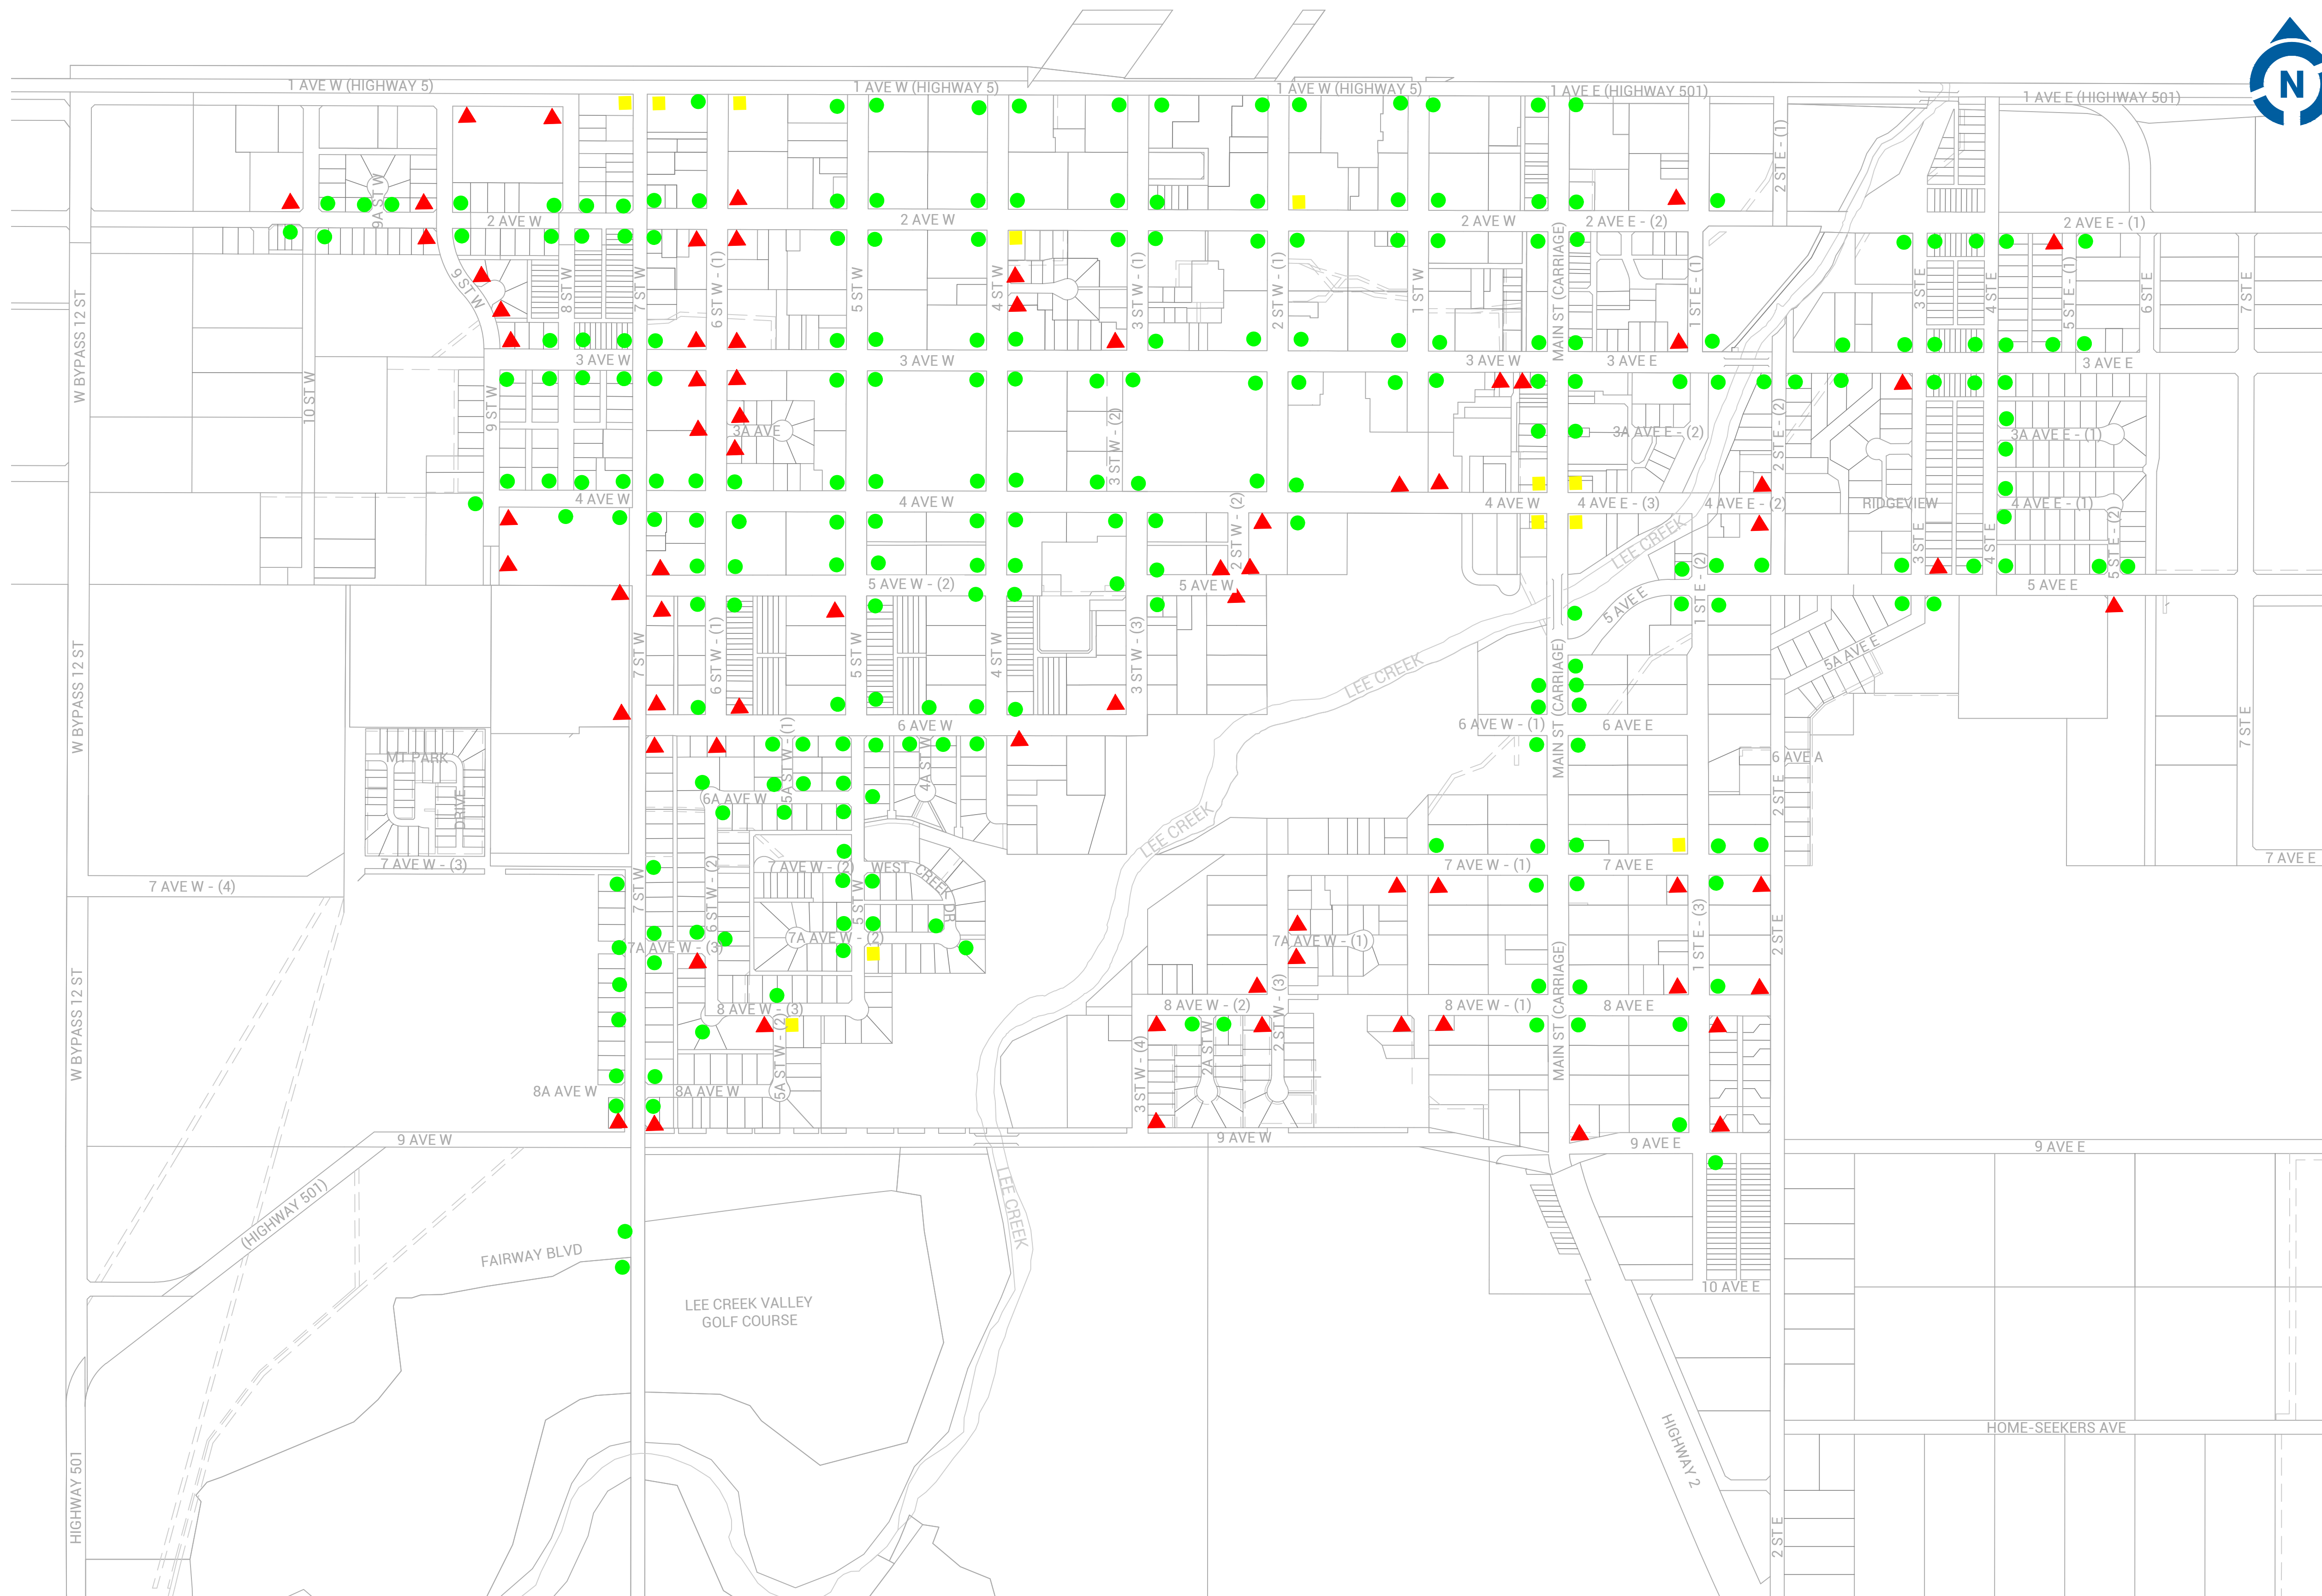 1 AVE W (HIGHWAY 5)
1 AVE W (HIGHWAY 5)
1 AVE W (HIGHWAY 5)
1 AVE E (HIGHWAY 501)
1 AVE E (HIGHWAY 501)
N
9A ST W
2 ST E - (1)
2 AVE W
2 AVE W
2 AVE W
2 AVE E - (2)
2 AVE E - (1)
W BYPASS 12 ST
9 ST W
8 ST W
7 ST W
6 ST W - (1)
5 ST W
4 ST W
3 ST W - (1)
2 ST W - (1)
1 ST W
MAIN ST (CARRIAGE)
1 ST E - (1)
3 ST E
4 ST E
5 ST E - (1)
6 ST E
7 ST E
3 AVE W
3 AVE W
3 AVE W
3 AVE E
3 AVE E
10 ST W
9 ST W
3A AVE
3 ST W - (2)
3A AVE E - (2)
2 ST E - (2)
3A AVE E - (1)
4 AVE W
4 AVE W
4 AVE W
4 AVE E - (3)
4 AVE E - (2)
RIDGEVIEW
4 AVE E - (1)
2 ST W - (2)
LEE CREEK
3 ST E
4 ST E
5 ST E - (2)
5 AVE W - (2)
5 AVE W
5 AVE E
5 AVE E
1 ST E - (2)
W BYPASS 12 ST
7 ST W
6 ST W - (1)
5 ST W
4 ST W
3 ST W - (3)
LEE CREEK
MAIN ST (CARRIAGE)
5A AVE E
6 AVE W
6 AVE W - (1)
6 AVE E
7 ST E
MT PARK
DRIVE
5A ST W - (1)
4A ST W
6A AVE W
6 AVE A
2 ST E
LEE CREEK
7 AVE W - (3)
7 AVE W - (4)
7 AVE W - (2)
WEST CREEK DR
7 AVE W - (1)
7 AVE E
7 AVE E
7 ST W
6 ST W - (2)
5 ST W
1 ST E - (3)
2 ST E
7A AVE W - (3)
7A AVE W - (2)
7A AVE W - (1)
MAIN ST (CARRIAGE)
W BYPASS 12 ST
8 AVE W - (3)
8 AVE W - (2)
2 ST W - (3)
8 AVE W - (1)
8 AVE E
5A ST W - (2)
3 ST W - (4)
2A ST W
8A AVE W
8A AVE W
9 AVE W
9 AVE W
9 AVE E
9 AVE E
(HIGHWAY 501)
LEE CREEK
FAIRWAY BLVD
10 AVE E
LEE CREEK VALLEY
GOLF COURSE
HOME-SEEKERS AVE
HIGHWAY 501
HIGHWAY 2
2 ST E